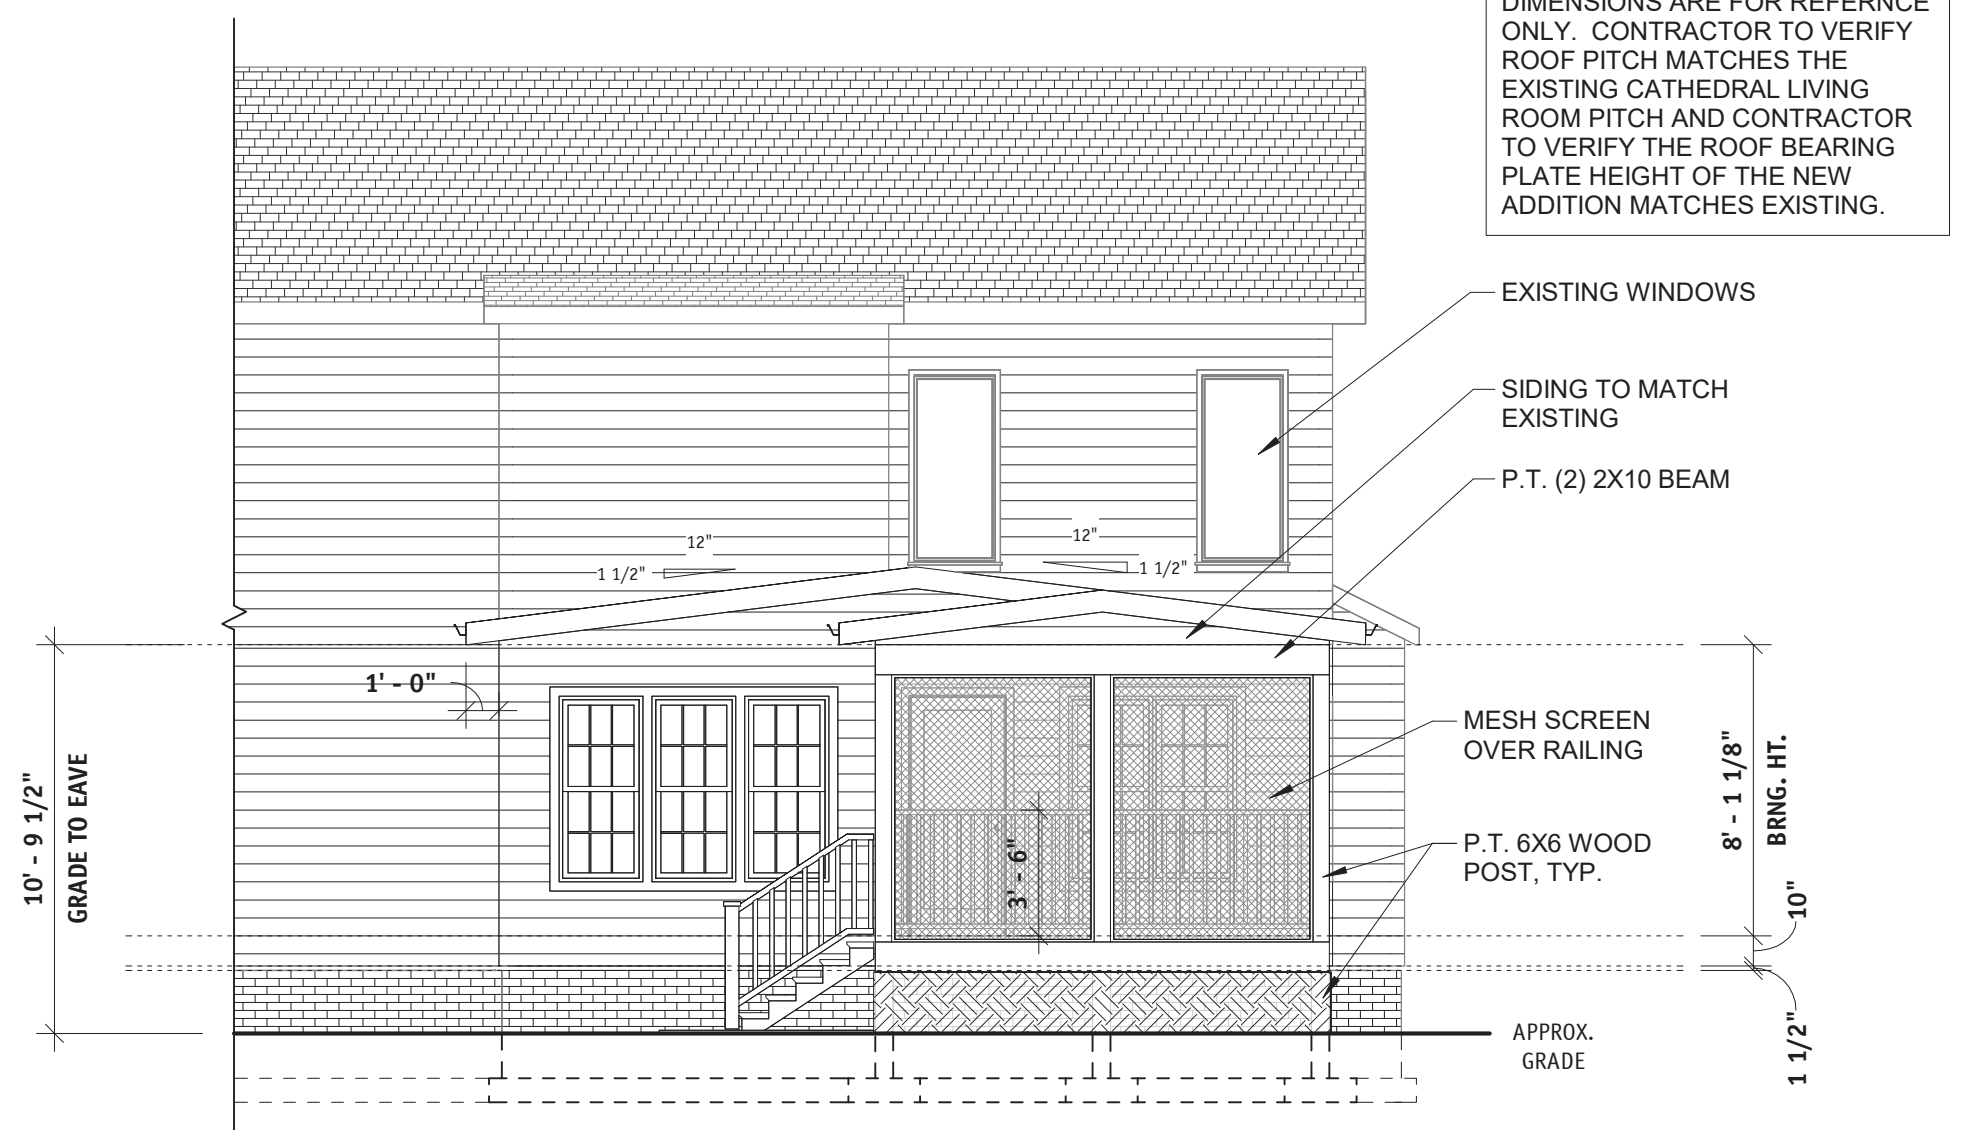 DIMENSIONS ARE FOR REFERNCE
ONLY. CONTRACTOR TO VERIFY
ROOF PITCH MATCHES THE
EXISTING CATHEDRAL LIVING
ROOM PITCH AND CONTRACTOR
TO VERIFY THE ROOF BEARING
PLATE HEIGHT OF THE NEW
ADDITION MATCHES EXISTING.
EXISTING WINDOWS
SIDING TO MATCH
EXISTING
P.T. (2) 2X10 BEAM
12"
1 1/2"
12"
1 1/2"
1' - 0"
MESH SCREEN
OVER RAILING
P.T. 6X6 WOOD
POST, TYP.
3' - 6"
10' - 9 1/2"
GRADE TO EAVE
8' - 1 1/8"
BRNG. HT.
10"
1 1/2"
APPROX.
GRADE